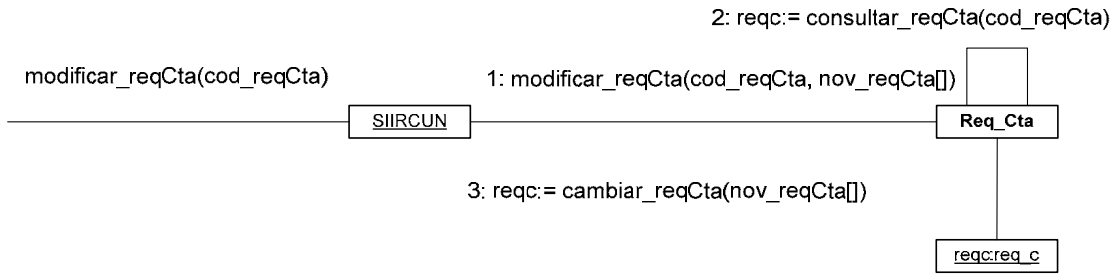 2: reqc:= consultar_reqCta(cod_reqCta)
modificar_reqCta(cod_reqCta)
1: modificar_reqCta(cod_reqCta, nov_reqCta[])
SIIRCUN
Req_Cta
3: reqc:= cambiar_reqCta(nov_reqCta[])
reqc:req_c